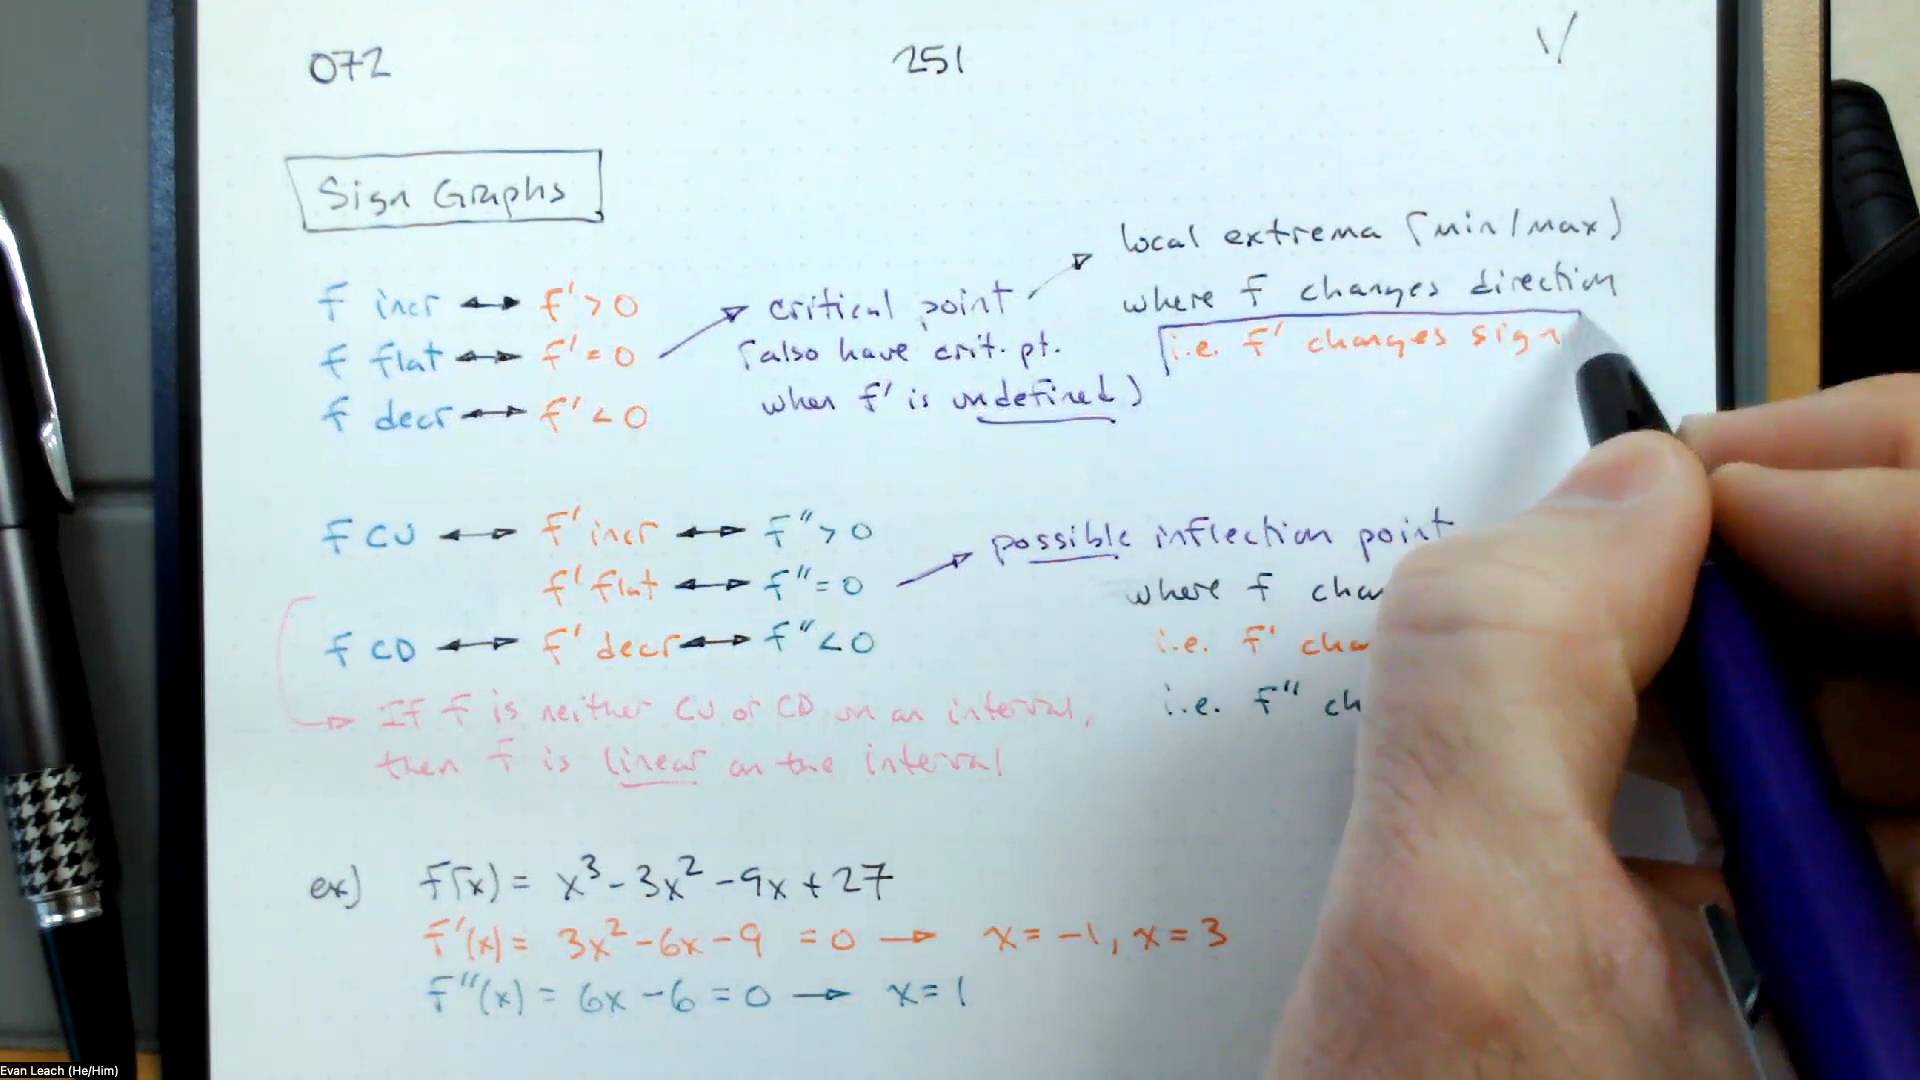 072 251 V
Sign Graphs
local extrema (min/max)
where f changes direction
i.e. f' changes sign
f incr ↔ f' > 0
f flat ↔ f' = 0
f decr ↔ f' < 0
critical point
(also have crit. pt.
when f' is undefined)
f CU ↔ f' incr ↔ f" > 0
f' flat ↔ f" = 0
f CD ↔ f' decr ↔ f" < 0
possible inflection point
where f
i.e. f'
i.e. f"
If f is neither CU or CD on an interval,
then f is linear on the interval
ex) f(x) = x³ - 3x² - 9x + 27
f'(x) = 3x² - 6x - 9 = 0 → x = -1, x = 3
f"(x) = 6x - 6 = 0 → x = 1
Evan Leach (He/Him)